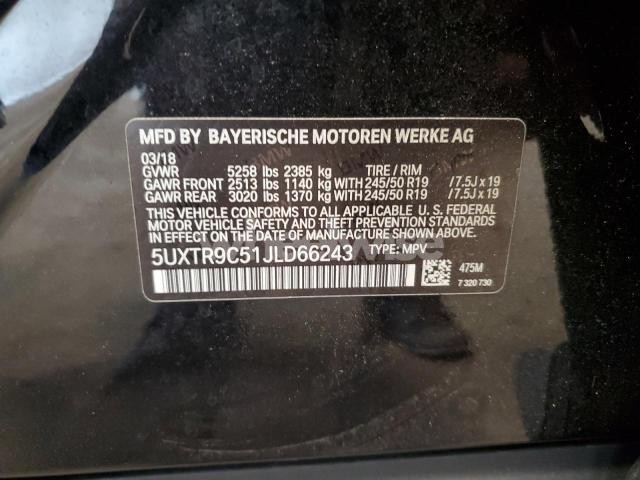 MFD BY BAYERISCHE MOTOREN WERKE AG
03/18
GVWR 5258 lbs 2385 kg TIRE / RIM
GAWR FRONT 2513 lbs 1140 kg WITH 245/50 R19 /7.5J x 19
GAWR REAR 3020 lbs 1370 kg WITH 245/50 R19 /7.5J x 19
THIS VEHICLE CONFORMS TO ALL APPLICABLE U. S. FEDERAL
MOTOR VEHICLE SAFETY AND THEFT PREVENTION STANDARDS
IN EFFECT ON THE DATE OF MANUFACTURE SHOWN ABOVE.
5UXTR9C51JLD66243 TYPE: MPV
475M
7 320 730